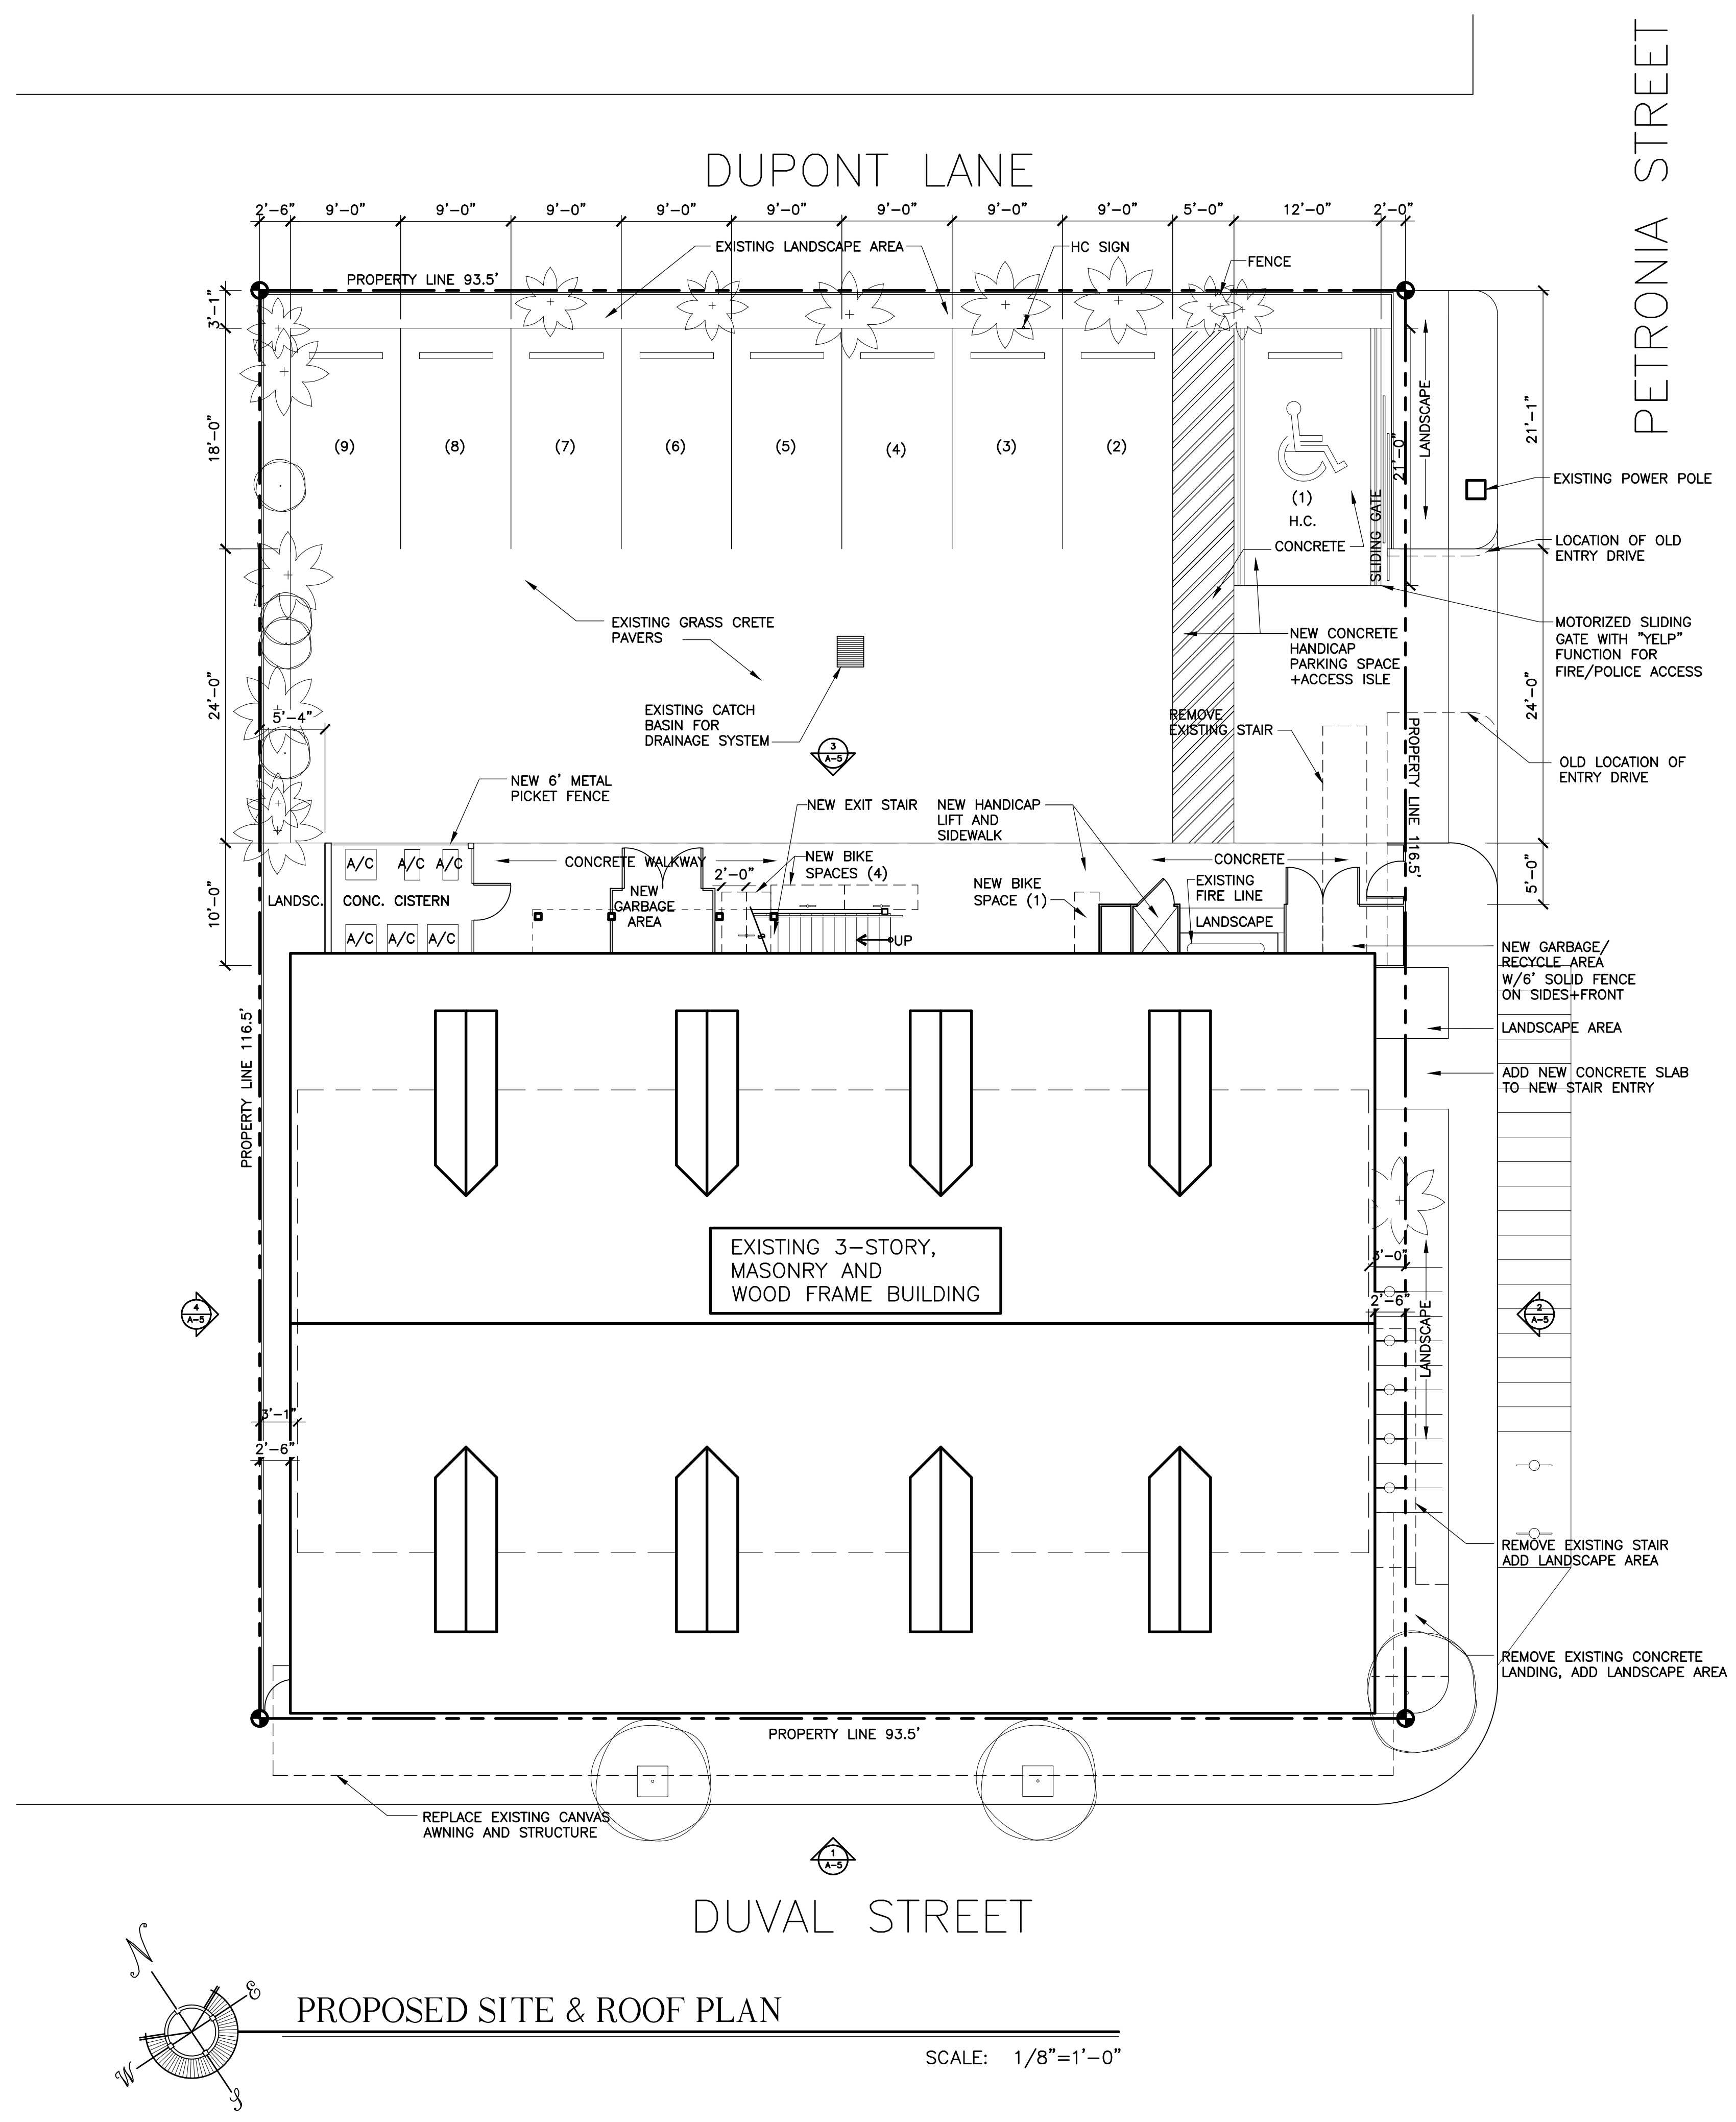 PETRONIA STREET
DUPONT LANE
2'-6"
9'-0"
9'-0"
9'-0"
9'-0"
9'-0"
9'-0"
9'-0"
9'-0"
5'-0"
12'-0"
2'-0"
EXISTING LANDSCAPE AREA
HC SIGN
FENCE
PROPERTY LINE 93.5'
3'-1"
18'-0"
24'-0"
10'-0"
5'-4"
(9)
(8)
(7)
(6)
(5)
(4)
(3)
(2)
(1)
H.C.
CONCRETE
SLIDING GATE
21'-0"
LANDSCAPE
21'-1"
24'-0"
5'-0"
EXISTING POWER POLE
LOCATION OF OLD
ENTRY DRIVE
MOTORIZED SLIDING
GATE WITH "YELP"
FUNCTION FOR
FIRE/POLICE ACCESS
EXISTING GRASS CRETE
PAVERS
NEW CONCRETE
HANDICAP
PARKING SPACE
+ACCESS ISLE
EXISTING CATCH
BASIN FOR
DRAINAGE SYSTEM
REMOVE
EXISTING STAIR
PROPERTY LINE 116.5'
OLD LOCATION OF
ENTRY DRIVE
3
A-5
NEW 6' METAL
PICKET FENCE
NEW EXIT STAIR
NEW HANDICAP
LIFT AND
SIDEWALK
A/C
A/C
A/C
CONCRETE WALKWAY
NEW BIKE
SPACES (4)
2'-0"
CONCRETE
LANDSC.
CONC. CISTERN
NEW
GARBAGE
AREA
NEW BIKE
SPACE (1)
EXISTING
FIRE LINE
LANDSCAPE
A/C
A/C
A/C
UP
NEW GARBAGE/
RECYCLE AREA
W/6' SOLID FENCE
ON SIDES+FRONT
LANDSCAPE AREA
ADD NEW CONCRETE SLAB
TO NEW STAIR ENTRY
PROPERTY LINE 116.5'
EXISTING 3-STORY,
MASONRY AND
WOOD FRAME BUILDING
3'-0"
2'-6"
LANDSCAPE
4
A-5
2
A-5
3'-1"
2'-6"
REMOVE EXISTING STAIR
ADD LANDSCAPE AREA
REMOVE EXISTING CONCRETE
LANDING, ADD LANDSCAPE AREA
PROPERTY LINE 93.5'
REPLACE EXISTING CANVAS
AWNING AND STRUCTURE
1
A-5
DUVAL STREET
N
E
W
S
PROPOSED SITE & ROOF PLAN
SCALE: 1/8"=1'-0"